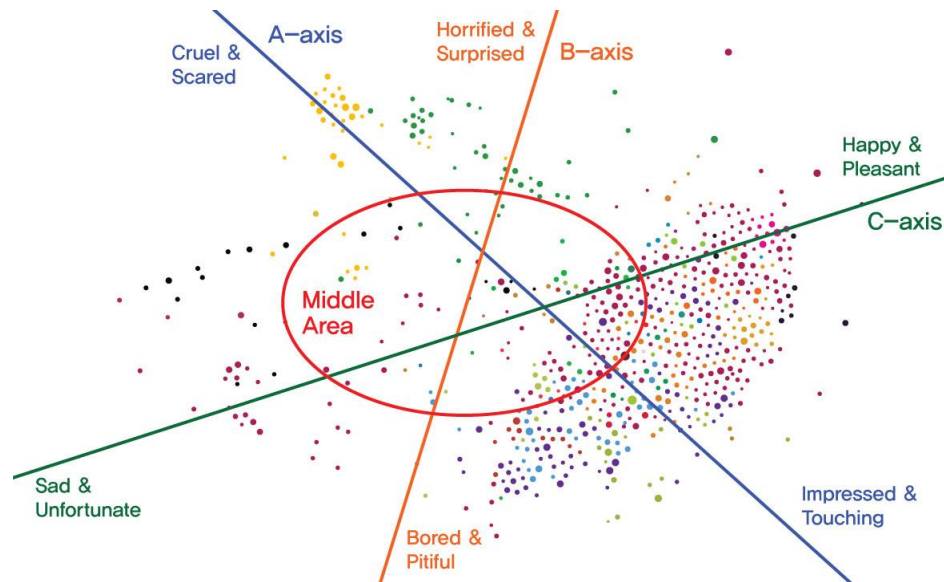 A-axis
Cruel &
Scared
Horrified &
Surprised
B-axis
Happy &
Pleasant
C-axis
Middle
Area
Sad &
Unfortunate
Impressed &
Touching
Bored &
Pitiful